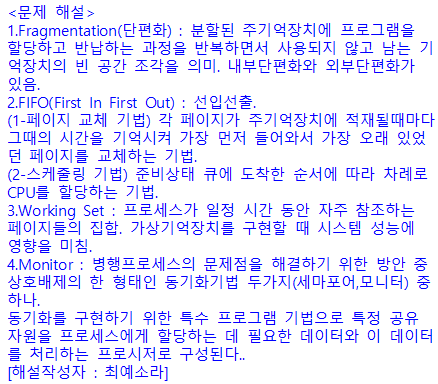 <문제 해설>
1.Fragmentation(단편화) : 분할된 주기억장치에 프로그램을
할당하고 반납하는 과정을 반복하면서 사용되지 않고 남는 기
억장치의 빈 공간 조각을 의미. 내부단편화와 외부단편화가
있음.
2.FIFO(First In First Out) : 선입선출.
(1-페이지 교체 기법) 각 페이지가 주기억장치에 적재될때마다
그때의 시간을 기억시켜 가장 먼저 들어와서 가장 오래 있었
던 페이지를 교체하는 기법.
(2-스케줄링 기법) 준비상태 큐에 도착한 순서에 따라 차례로
CPU를 할당하는 기법.
3.Working Set : 프로세스가 일정 시간 동안 자주 참조하는
페이지들의 집합. 가상기억장치를 구현할 때 시스템 성능에
영향을 미침.
4.Monitor : 병행프로세스의 문제점을 해결하기 위한 방안 중
상호배제의 한 형태인 동기화기법 두가지(세마포어,모니터) 중
하나.
동기화를 구현하기 위한 특수 프로그램 기법으로 특정 공유
자원을 프로세스에게 할당하는 데 필요한 데이터와 이 데이터
를 처리하는 프로시저로 구성된다..
[해설작성자 : 최예소라]